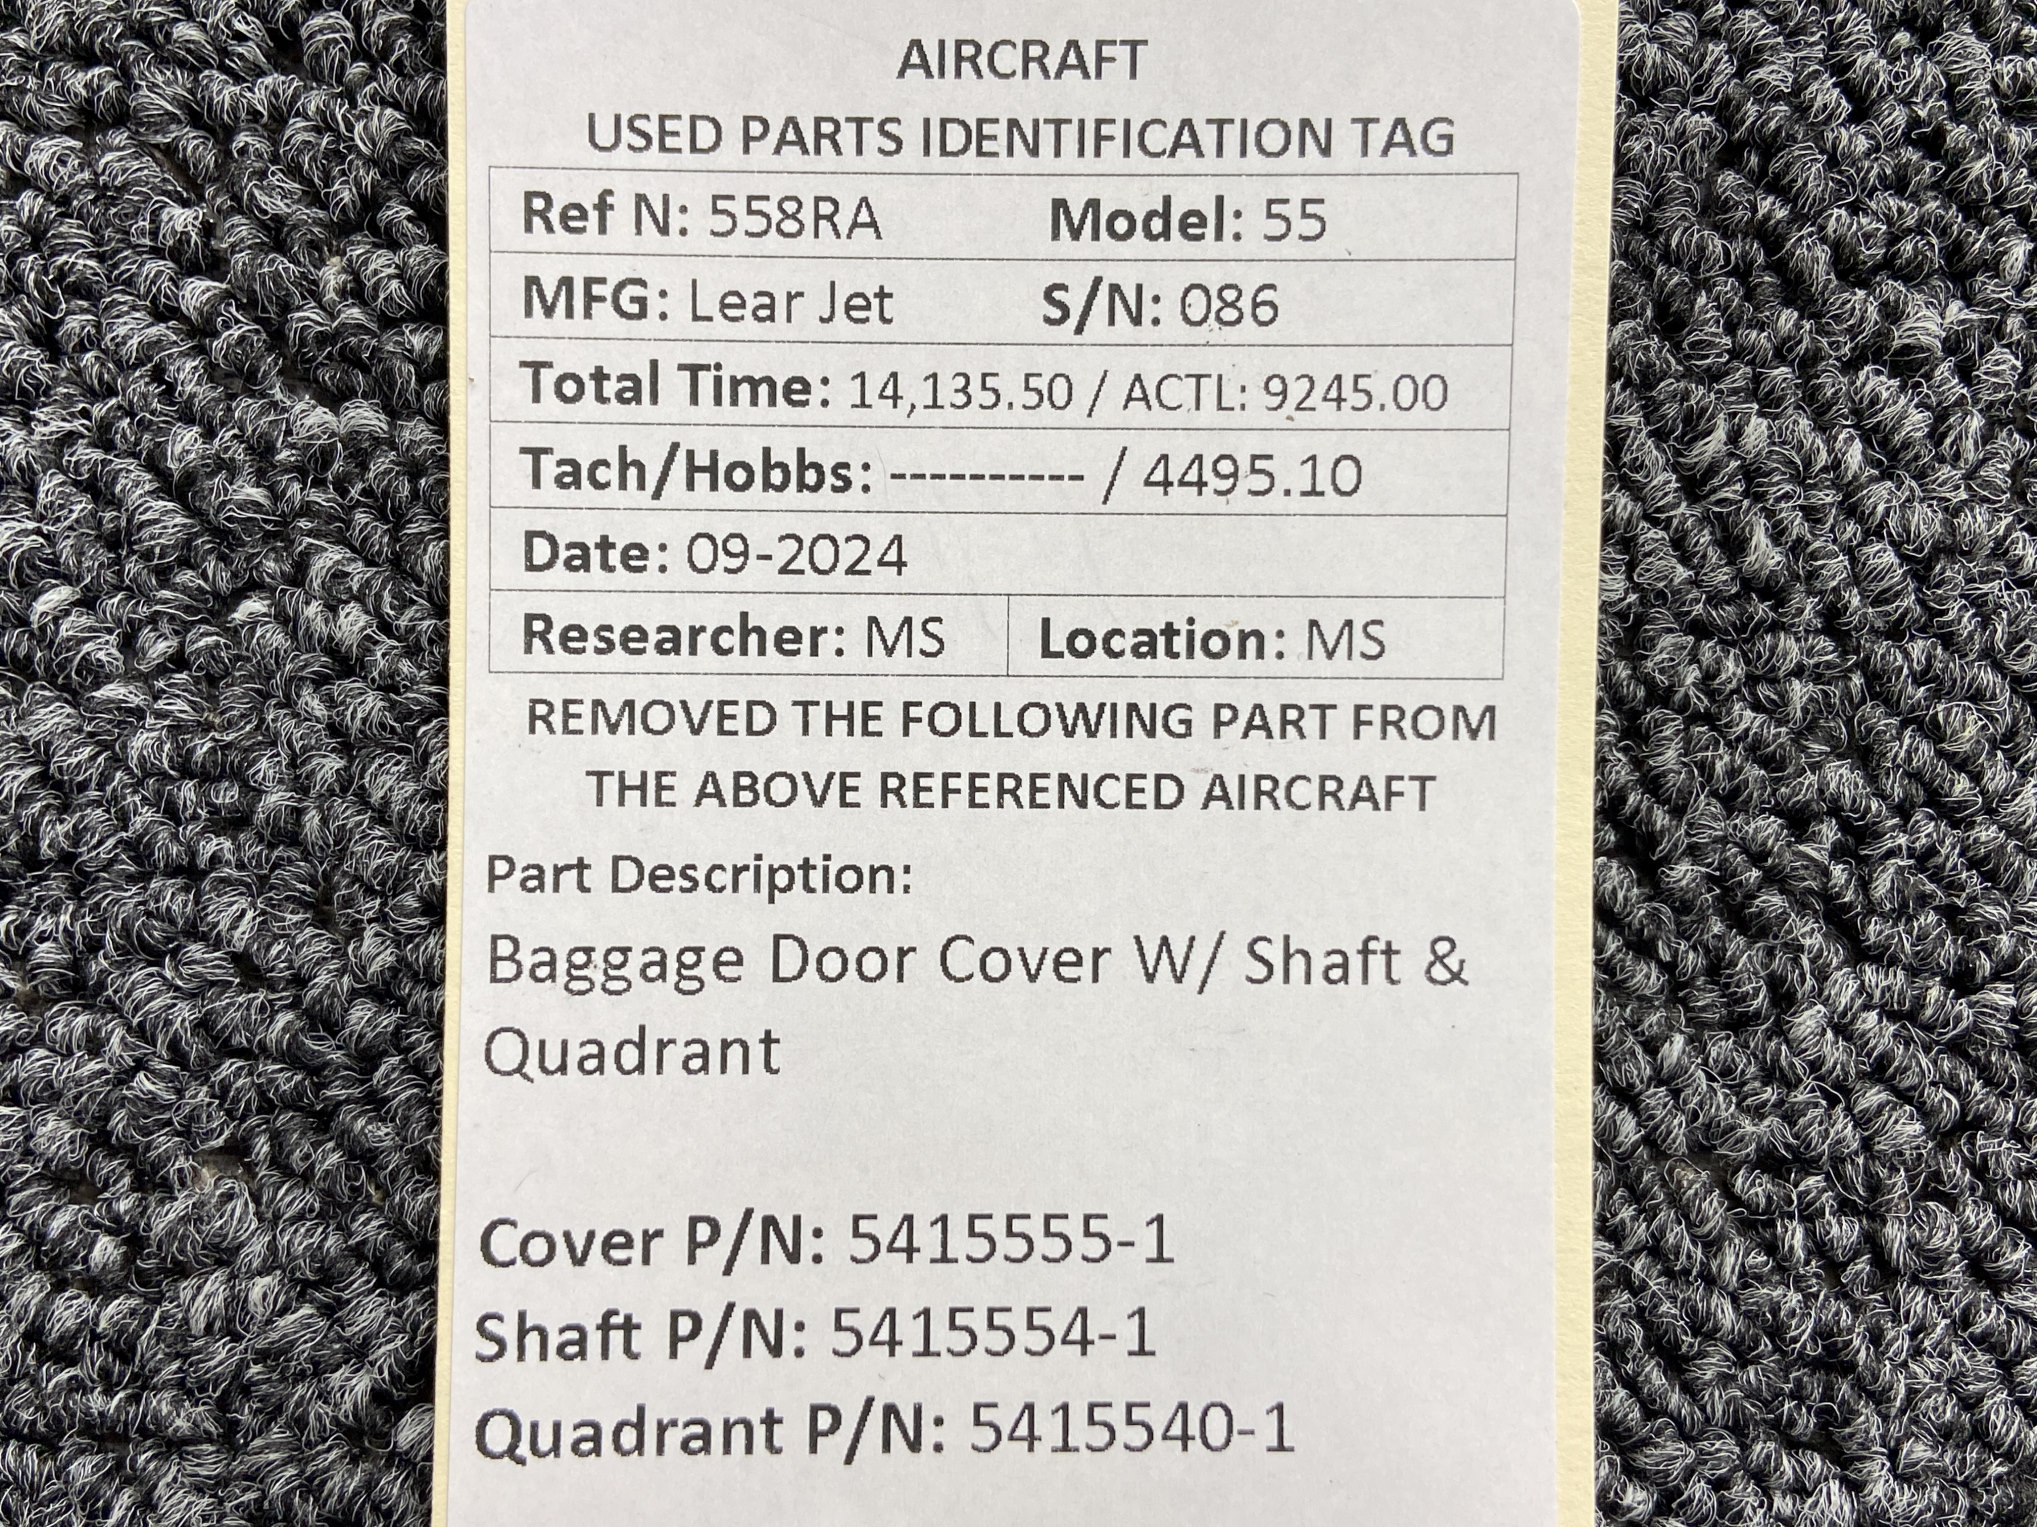 AIRCRAFT
USED PARTS IDENTIFICATION TAG
Ref N: 558RA Model: 55
MFG: Lear Jet S/N: 086
Total Time: 14,135.50 / ACTL: 9245.00
Tach/Hobbs: ---------- / 4495.10
Date: 09-2024
Researcher: MS Location: MS
REMOVED THE FOLLOWING PART FROM
THE ABOVE REFERENCED AIRCRAFT
Part Description:
Baggage Door Cover W/ Shaft &
Quadrant
Cover P/N: 5415555-1
Shaft P/N: 5415554-1
Quadrant P/N: 5415540-1